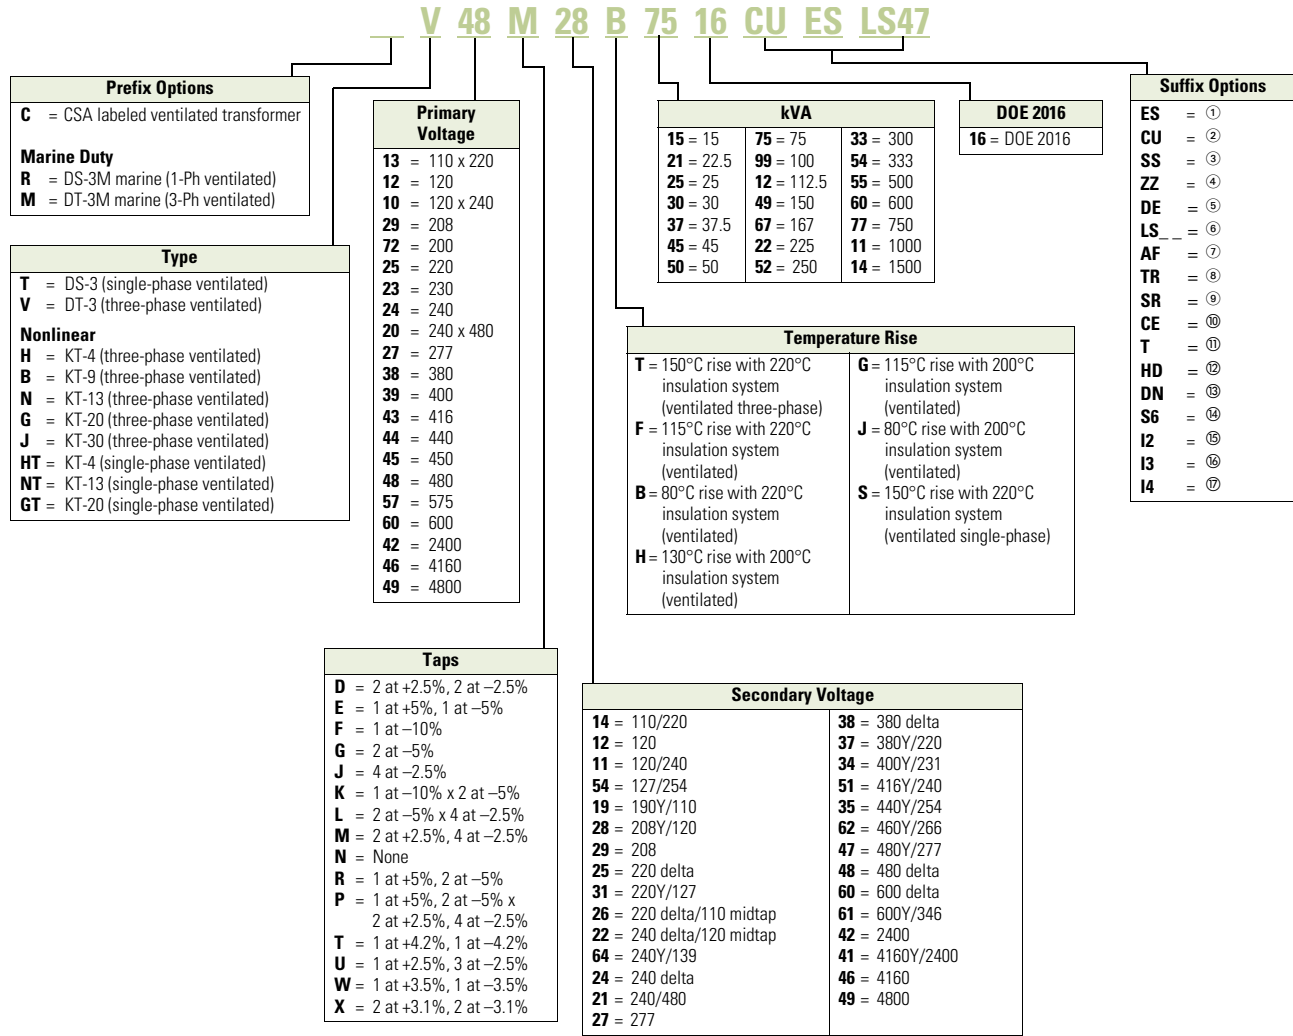 __ V 48 M 28 B 75 16 CU ES LS47
Prefix Options
C = CSA labeled ventilated transformer
Marine Duty
R = DS-3M marine (1-Ph ventilated)
M = DT-3M marine (3-Ph ventilated)
Type
T = DS-3 (single-phase ventilated)
V = DT-3 (three-phase ventilated)
Nonlinear
H = KT-4 (three-phase ventilated)
B = KT-9 (three-phase ventilated)
N = KT-13 (three-phase ventilated)
G = KT-20 (three-phase ventilated)
J = KT-30 (three-phase ventilated)
HT = KT-4 (single-phase ventilated)
NT = KT-13 (single-phase ventilated)
GT = KT-20 (single-phase ventilated)
Primary
Voltage
13 = 110 x 220
12 = 120
10 = 120 x 240
29 = 208
72 = 200
25 = 220
23 = 230
24 = 240
20 = 240 x 480
27 = 277
38 = 380
39 = 400
43 = 416
44 = 440
45 = 450
48 = 480
57 = 575
60 = 600
42 = 2400
46 = 4160
49 = 4800
kVA
15 = 15
21 = 22.5
25 = 25
30 = 30
37 = 37.5
45 = 45
50 = 50
75 = 75
99 = 100
12 = 112.5
49 = 150
67 = 167
22 = 225
52 = 250
33 = 300
54 = 333
55 = 500
60 = 600
77 = 750
11 = 1000
14 = 1500
DOE 2016
16 = DOE 2016
Suffix Options
ES = ①
CU = ②
SS = ③
ZZ = ④
DE = ⑤
LS_ _ = ⑥
AF = ⑦
TR = ⑧
SR = ⑨
CE = ⑩
T = ⑪
HD = ⑫
DN = ⑬
S6 = ⑭
I2 = ⑮
I3 = ⑯
I4 = ⑰
Temperature Rise
T = 150°C rise with 220°C
insulation system
(ventilated three-phase)
F = 115°C rise with 220°C
insulation system
(ventilated)
B = 80°C rise with 220°C
insulation system
(ventilated)
H = 130°C rise with 200°C
insulation system
(ventilated)
G = 115°C rise with 200°C
insulation system
(ventilated)
J = 80°C rise with 200°C
insulation system
(ventilated)
S = 150°C rise with 220°C
insulation system
(ventilated single-phase)
Taps
D = 2 at +2.5%, 2 at –2.5%
E = 1 at +5%, 1 at –5%
F = 1 at –10%
G = 2 at –5%
J = 4 at –2.5%
K = 1 at –10% x 2 at –5%
L = 2 at –5% x 4 at –2.5%
M = 2 at +2.5%, 4 at –2.5%
N = None
R = 1 at +5%, 2 at –5%
P = 1 at +5%, 2 at –5% x
2 at +2.5%, 4 at –2.5%
T = 1 at +4.2%, 1 at –4.2%
U = 1 at +2.5%, 3 at –2.5%
W = 1 at +3.5%, 1 at –3.5%
X = 2 at +3.1%, 2 at –3.1%
Secondary Voltage
14 = 110/220
12 = 120
11 = 120/240
54 = 127/254
19 = 190Y/110
28 = 208Y/120
29 = 208
25 = 220 delta
31 = 220Y/127
26 = 220 delta/110 midtap
22 = 240 delta/120 midtap
64 = 240Y/139
24 = 240 delta
21 = 240/480
27 = 277
38 = 380 delta
37 = 380Y/220
34 = 400Y/231
51 = 416Y/240
35 = 440Y/254
62 = 460Y/266
47 = 480Y/277
48 = 480 delta
60 = 600 delta
61 = 600Y/346
42 = 2400
41 = 4160Y/2400
46 = 4160
49 = 4800